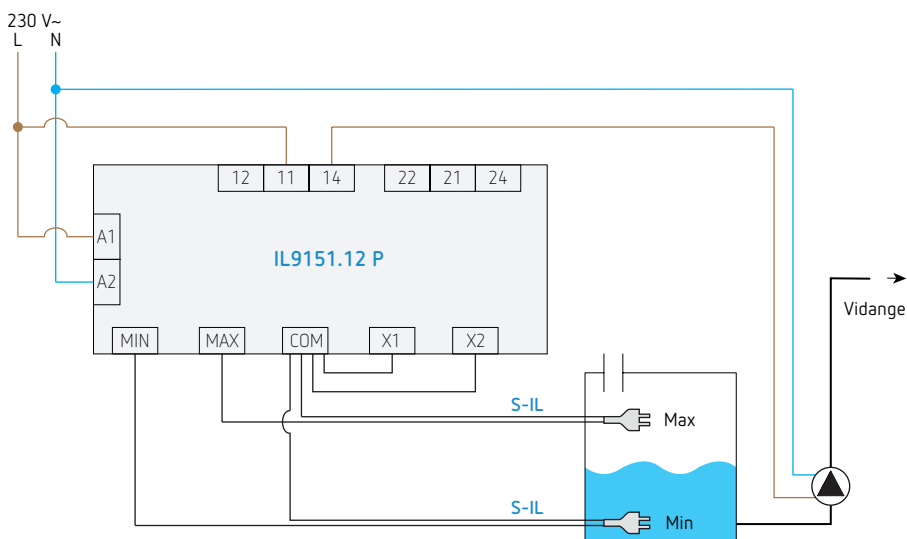 230 V~
L N
12 11 14 22 21 24
A1
IL9151.12 P
A2
Vidange
MIN MAX COM X1 X2
S-IL
Max
S-IL
Min